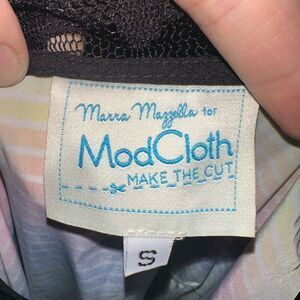 Marra Mazzella for
ModCloth
MAKE THE CUT
S